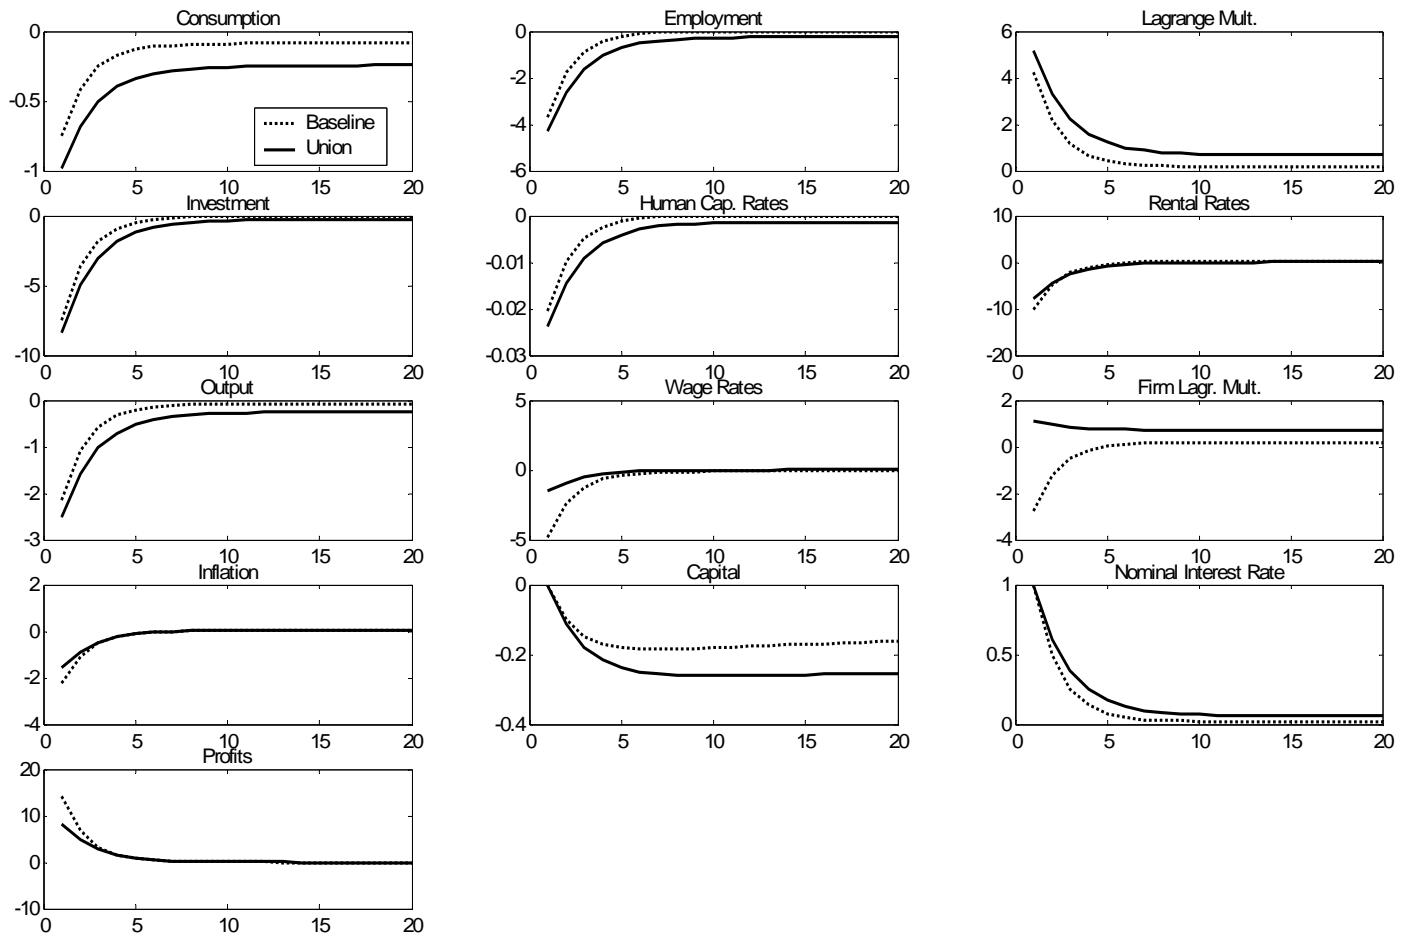 Consumption
0
-0.5
-1
0 5 10 15 20
Baseline
Union
Employment
0
-2
-4
-6
0 5 10 15 20
Lagrange Mult.
6
4
2
0
0 5 10 15 20
Investment
0
-5
-10
0 5 10 15 20
Human Cap. Rates
0
-0.01
-0.02
-0.03
0 5 10 15 20
Rental Rates
10
0
-10
-20
0 5 10 15 20
Output
0
-1
-2
-3
0 5 10 15 20
Wage Rates
5
0
-5
0 5 10 15 20
Firm Lagr. Mult.
2
0
-2
-4
0 5 10 15 20
Inflation
2
0
-2
-4
0 5 10 15 20
Capital
0
-0.2
-0.4
0 5 10 15 20
Nominal Interest Rate
1
0.5
0
0 5 10 15 20
Profits
20
10
0
-10
0 5 10 15 20